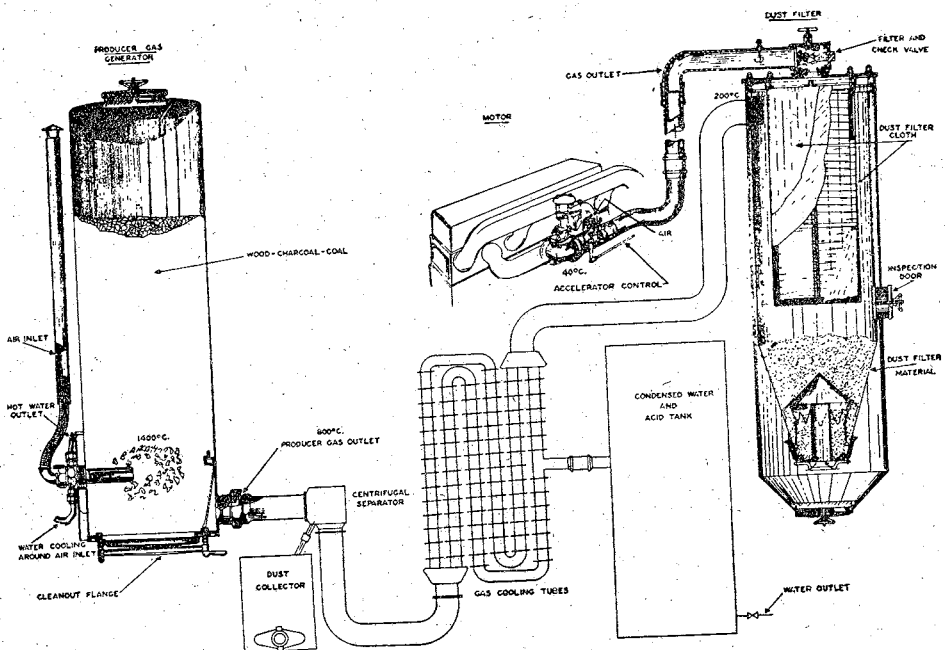 PRODUCER GAS
GENERATOR
DUST FILTER
FILTER AND
CHECK VALVE
GAS OUTLET
200°C.
MOTOR
DUST FILTER
CLOTH
AIR
40°C.
ACCELERATOR CONTROL
WOOD-CHARCOAL-COAL
INSPECTION
DOOR
AIR INLET
HOT WATER
OUTLET
DUST FILTER
MATERIAL
CONDENSED WATER
AND
ACID TANK
1400°C.
800°C.
PRODUCER GAS OUTLET
CENTRIFUGAL
SEPARATOR
WATER COOLING
AROUND AIR INLET
CLEANOUT FLANGE
DUST
COLLECTOR
GAS COOLING TUBES
WATER OUTLET